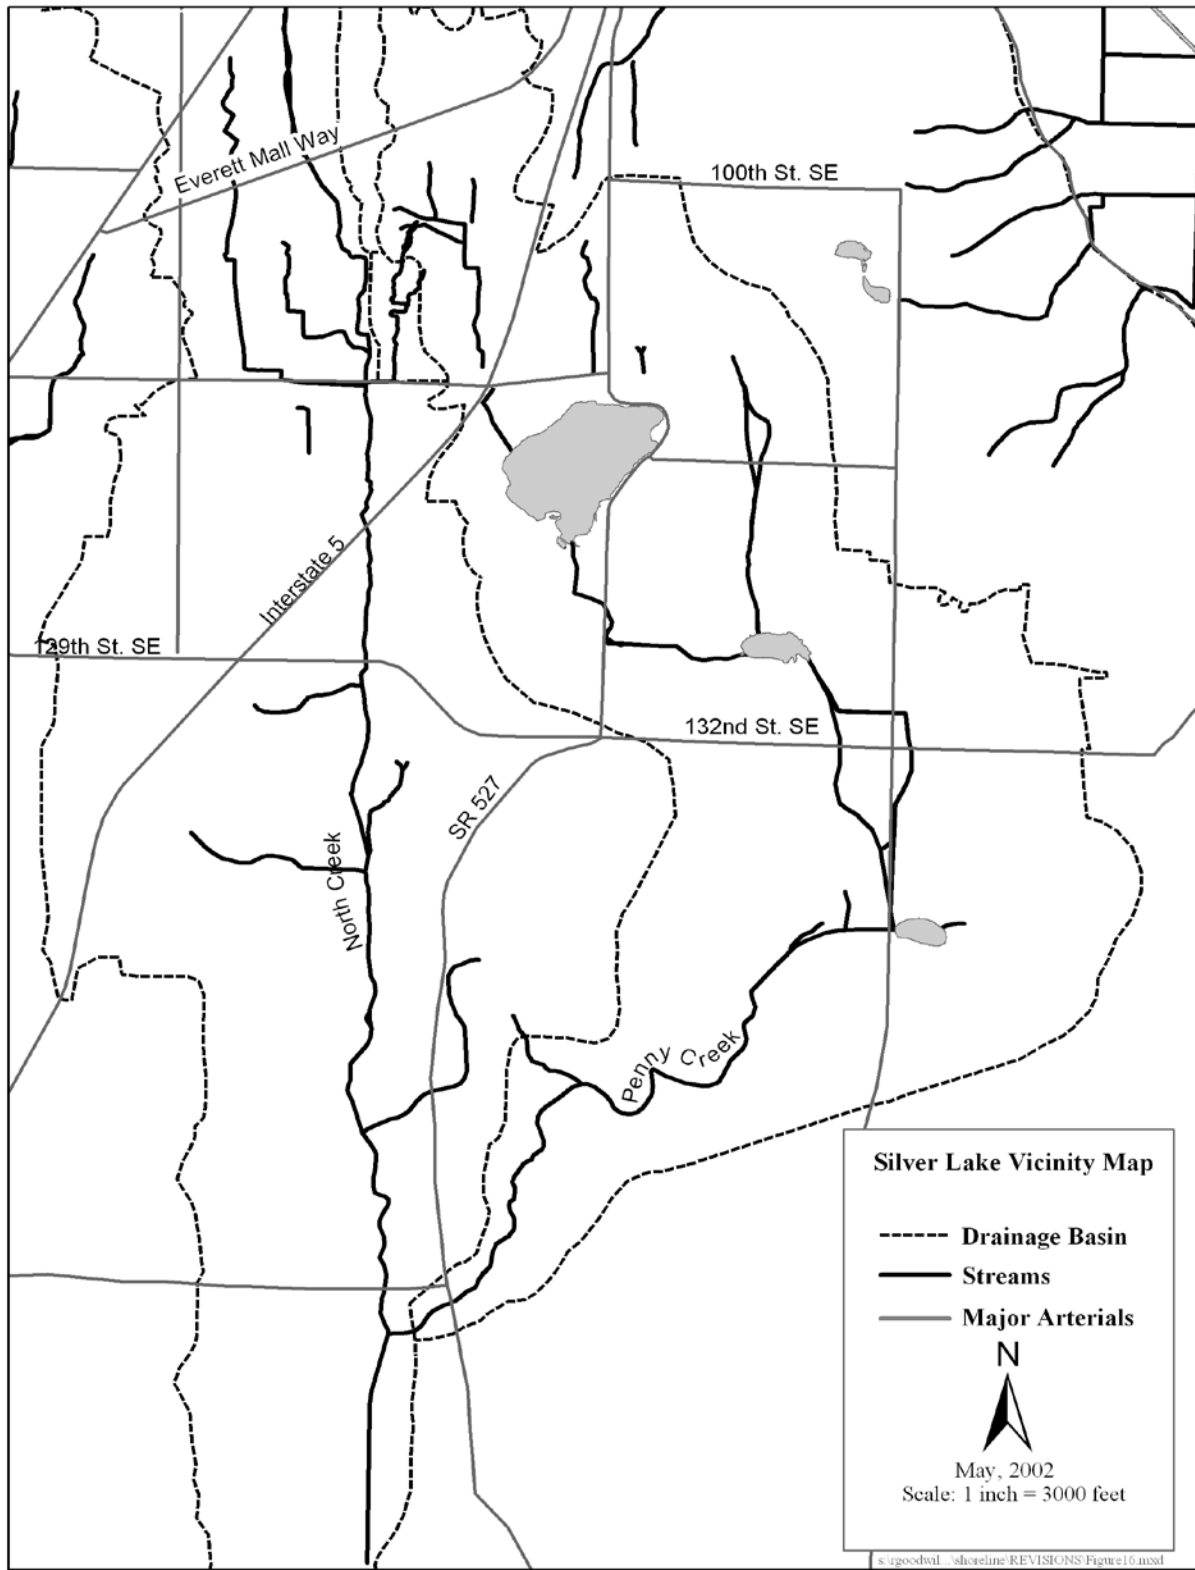 Everett Mall Way
100th St. SE
Interstate 5
129th St. SE
132nd St. SE
SR 527
North Creek
Penny Creek
Silver Lake Vicinity Map
Drainage Basin
Streams
Major Arterials
N
May, 2002
Scale: 1 inch = 3000 feet
s:\rgoodwil...\shoreline\REVISIONS\Figure16.mxd